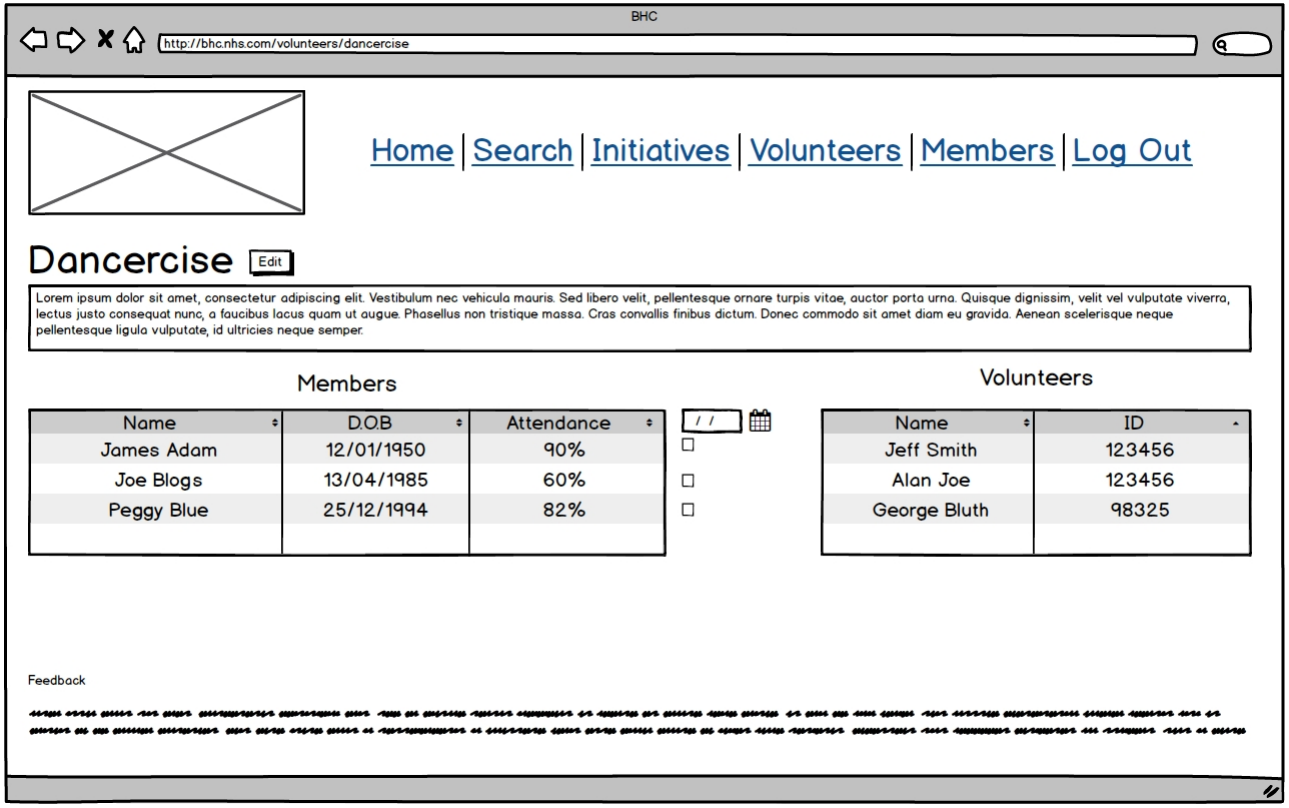 BHC
http://bhc.nhs.com/volunteers/dancercise
Home Search Initiatives Volunteers Members Log Out
Dancercise Edit
Lorem ipsum dolor sit amet, consectetur adipiscing elit. Vestibulum nec vehicula mauris. Sed libero velit, pellentesque ornare turpis vitae, auctor porta urna. Quisque dignissim, velit vel vulputate viverra,
lectus justo consequat nunc, a faucibus lacus quam ut augue. Phasellus non tristique massa. Cras convallis finibus dictum. Donec commodo sit amet diam eu gravida. Aenean scelerisque neque
pellentesque ligula vulputate, id ultricies neque semper.
Members
Name D.O.B Attendance / /
James Adam 12/01/1950 90%
Joe Blogs 13/04/1985 60%
Peggy Blue 25/12/1994 82%
Volunteers
Name ID
Jeff Smith 123456
Alan Joe 123456
George Bluth 98325
Feedback